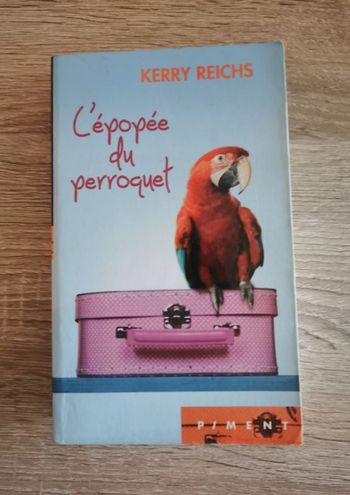 KERRY REICHS
L'épopée
du
perroquet
PIMENT